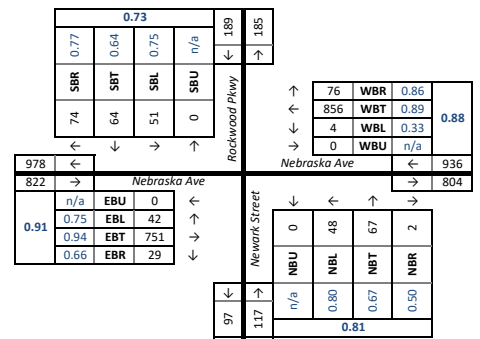 0.73
0.77 0.64 0.75 n/a
SBR SBT SBL SBU
74 64 51 0
← ↓ → ↑
189 185
↓ ↑
Rockwood Pkwy
↑ 76 WBR 0.86
← 856 WBT 0.89
↓ 4 WBL 0.33
→ 0 WBU n/a
0.88
978 ←
Nebraska Ave
← 936
822 →
Nebraska Ave
→ 804
0.91
n/a EBU 0 ←
0.75 EBL 42 ↑
0.94 EBT 751 →
0.66 EBR 29 ↓
Newark Street
↓ ← ↑ →
0 48 67 2
NBU NBL NBT NBR
n/a 0.80 0.67 0.50
0.81
↓ ↑
97 117